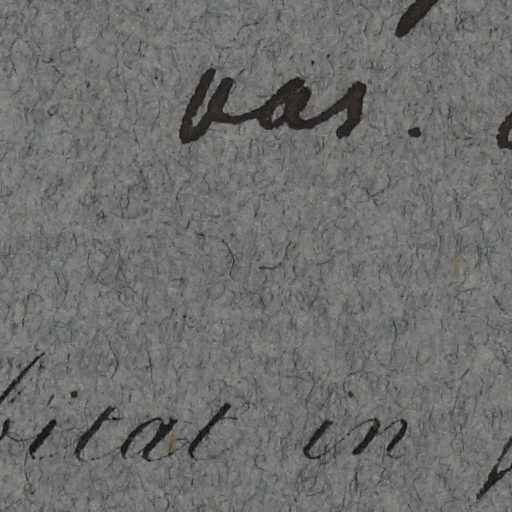 vas.
bitat in